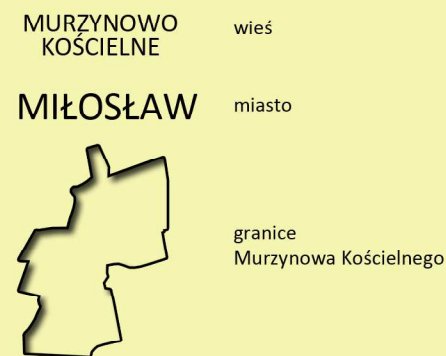 MURZYNOWO
KOŚCIELNE
wieś
MIŁOSŁAW
miasto
granice
Murzynowa Kościelnego